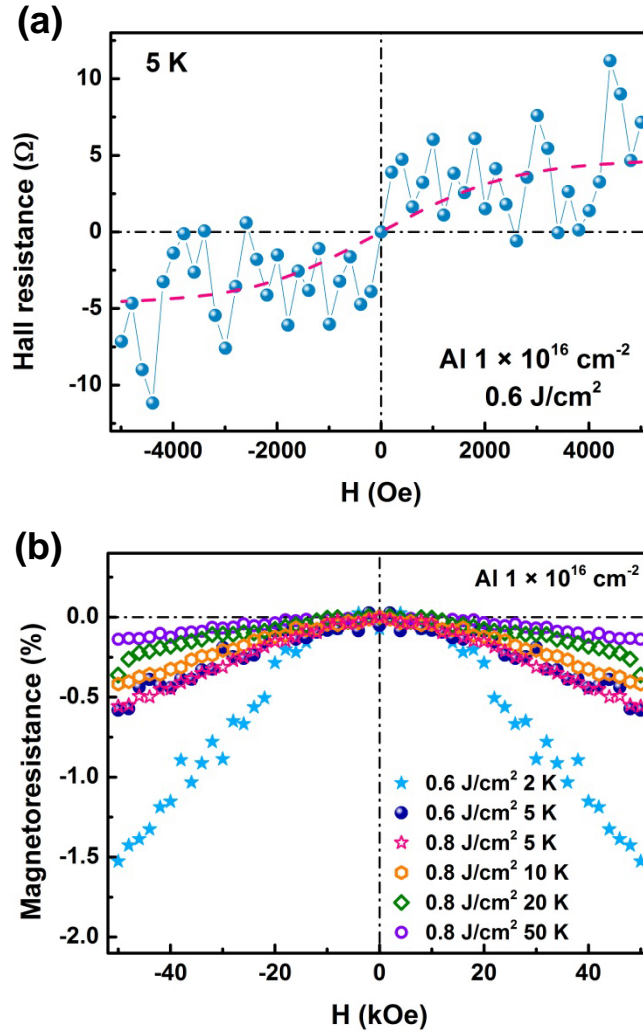 (a)
5 K
10
5
0
-5
-10
Hall resistance (Ω)
Al 1 × 10¹⁶ cm⁻²
0.6 J/cm²
-4000 -2000 0 2000 4000
H (Oe)
(b)
Al 1 × 10¹⁶ cm⁻²
0.0
-0.5
-1.0
-1.5
-2.0
Magnetoresistance (%)
0.6 J/cm² 2 K
0.6 J/cm² 5 K
0.8 J/cm² 5 K
0.8 J/cm² 10 K
0.8 J/cm² 20 K
0.8 J/cm² 50 K
-40 -20 0 20 40
H (kOe)